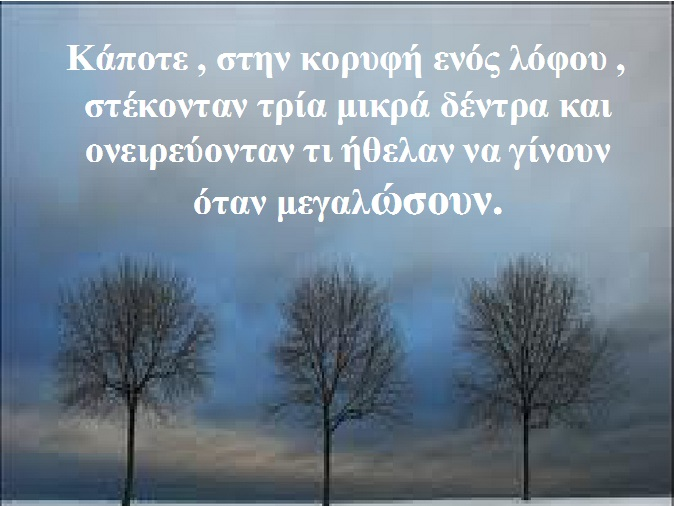 Κάποτε , στην κορυφή ενός λόφου ,
στέκονταν τρία μικρά δέντρα και
ονειρεύονταν τι ήθελαν να γίνουν
όταν μεγαλώσουν.